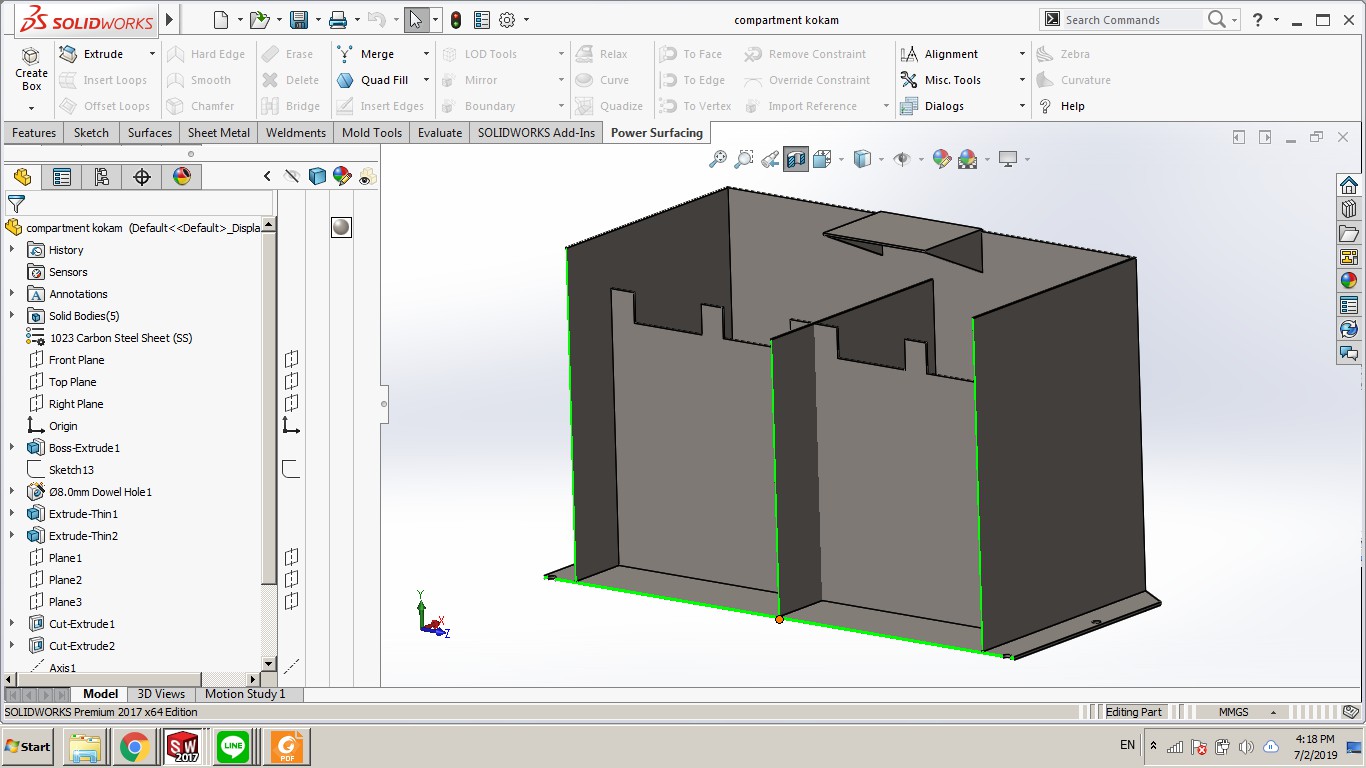 SOLIDWORKS
compartment kokam
Search Commands
Create Box
Extrude
Insert Loops
Offset Loops
Hard Edge
Smooth
Chamfer
Erase
Delete
Bridge
Merge
Quad Fill
Insert Edges
LOD Tools
Mirror
Boundary
Relax
Curve
Quadize
To Face
To Edge
To Vertex
Remove Constraint
Override Constraint
Import Reference
Alignment
Misc. Tools
Dialogs
Zebra
Curvature
Help
Features
Sketch
Surfaces
Sheet Metal
Weldments
Mold Tools
Evaluate
SOLIDWORKS Add-Ins
Power Surfacing
compartment kokam (Default<<Default>_Displa
History
Sensors
Annotations
Solid Bodies(5)
1023 Carbon Steel Sheet (SS)
Front Plane
Top Plane
Right Plane
Origin
Boss-Extrude1
Sketch13
Ø8.0mm Dowel Hole1
Extrude-Thin1
Extrude-Thin2
Plane1
Plane2
Plane3
Cut-Extrude1
Cut-Extrude2
Axis1
Y
X
Z
Model
3D Views
Motion Study 1
SOLIDWORKS Premium 2017 x64 Edition
Editing Part
MMGS
Start
SW
2017
LINE
PDF
EN
4:18 PM
7/2/2019